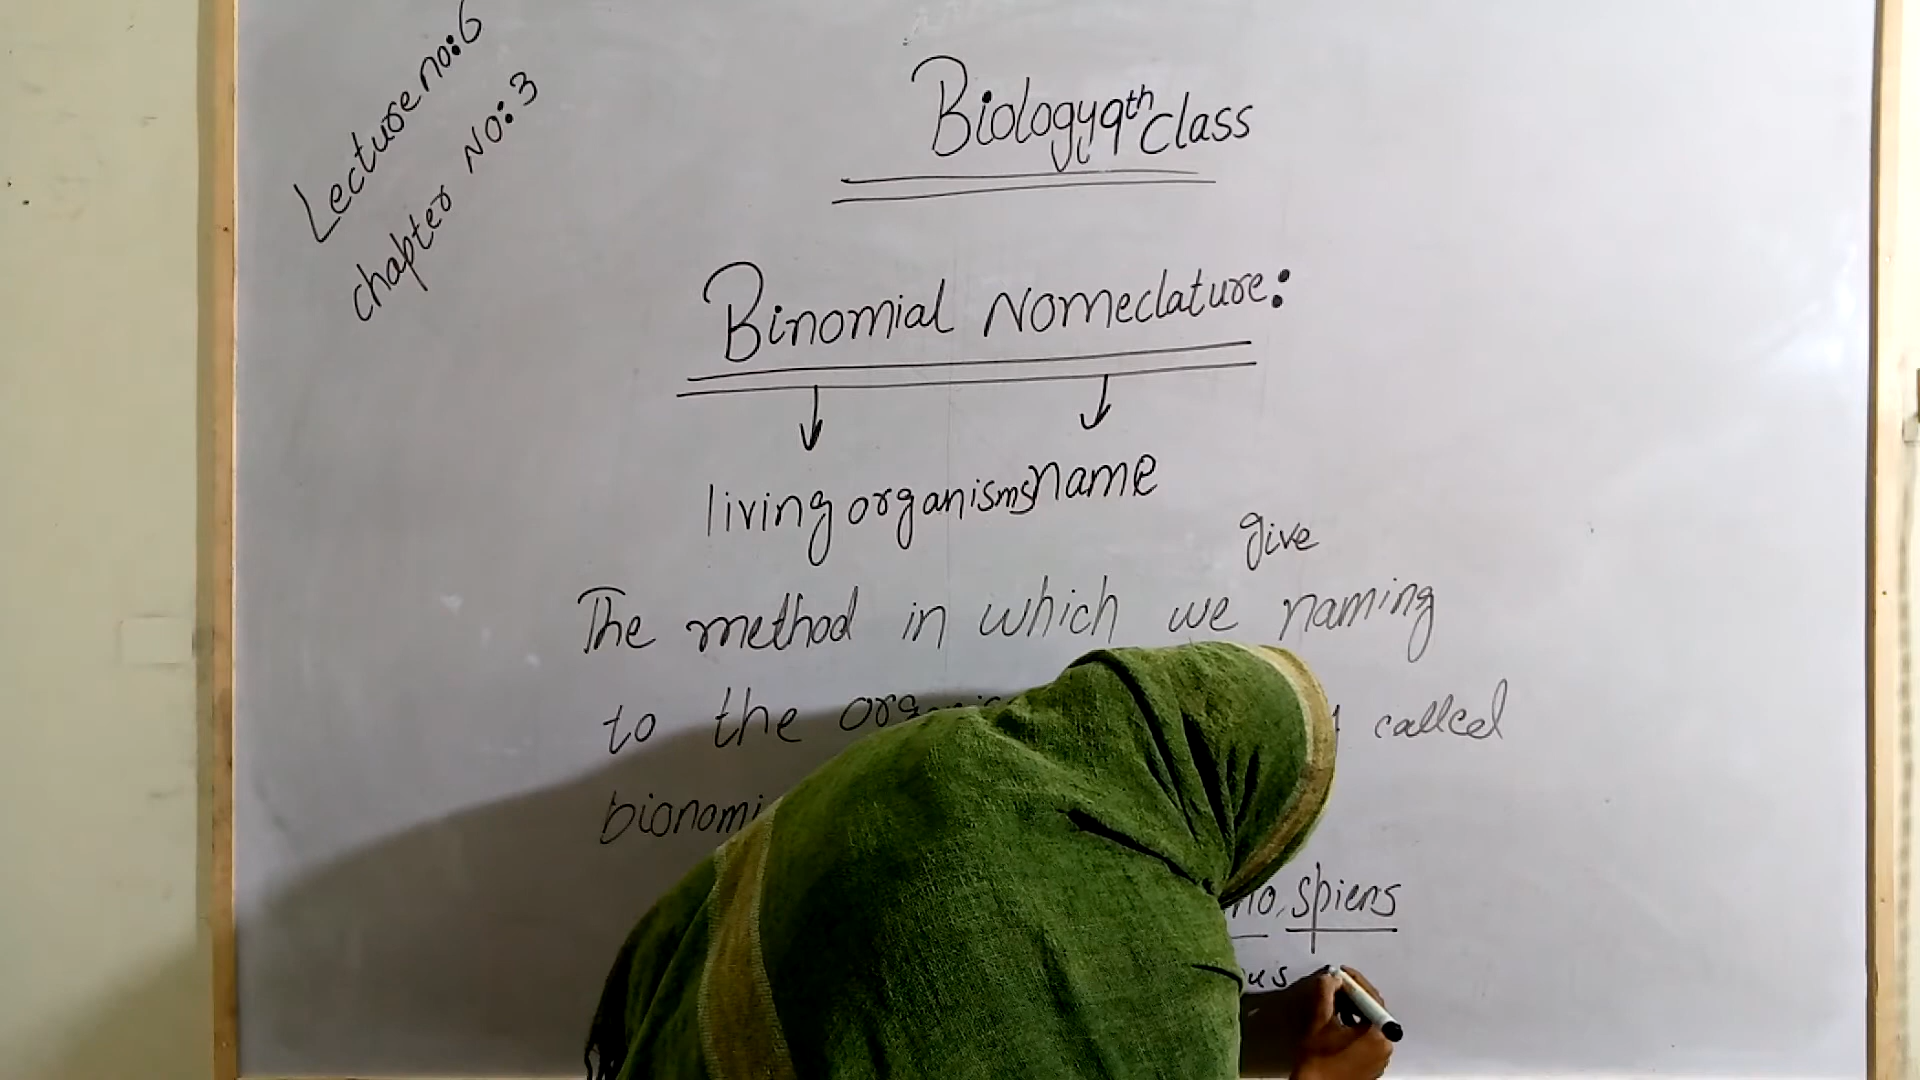 Lecture no:6
chapter No:3
Biology 9th class
Binomial Nomeclature:
living organisms name
give
The method in which we naming
to the called
spiens